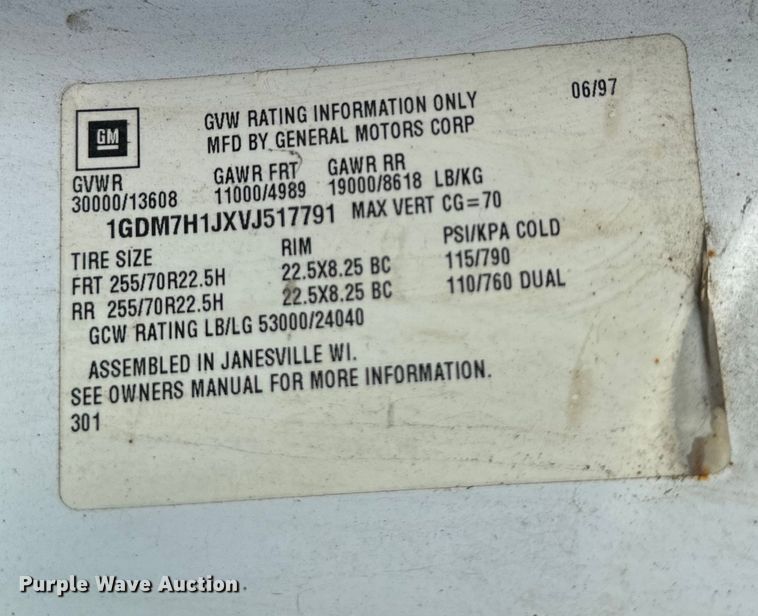 GM
GVW RATING INFORMATION ONLY 06/97
MFD BY GENERAL MOTORS CORP
GVWR GAWR FRT GAWR RR
30000/13608 11000/4989 19000/8618 LB/KG
1GDM7H1JXVJ517791 MAX VERT CG=70
TIRE SIZE RIM PSI/KPA COLD
FRT 255/70R22.5H 22.5X8.25 BC 115/790
RR 255/70R22.5H 22.5X8.25 BC 110/760 DUAL
GCW RATING LB/LG 53000/24040
ASSEMBLED IN JANESVILLE WI.
SEE OWNERS MANUAL FOR MORE INFORMATION.
301
Purple Wave Auction